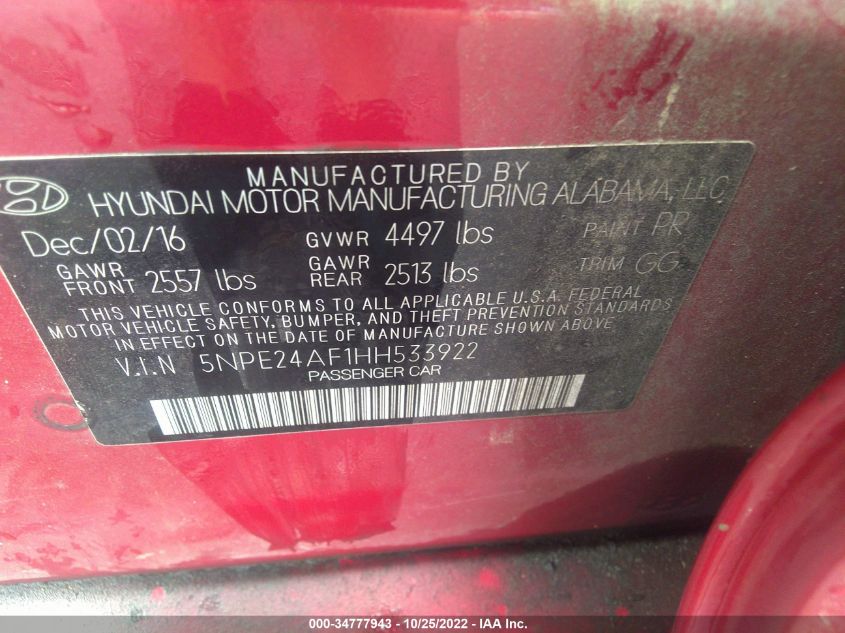 MANUFACTURED BY
HYUNDAI MOTOR MANUFACTURING ALABAMA, LLC
Dec/02/16 GVWR 4497 lbs PAINT PR
GAWR FRONT 2557 lbs GAWR REAR 2513 lbs TRIM GG
THIS VEHICLE CONFORMS TO ALL APPLICABLE U.S.A. FEDERAL
MOTOR VEHICLE SAFETY, BUMPER, AND THEFT PREVENTION STANDARDS
IN EFFECT ON THE DATE OF MANUFACTURE SHOWN ABOVE.
V.I.N 5NPE24AF1HH533922
PASSENGER CAR
000-34777943 / 10/25/2022 - IAA Inc.